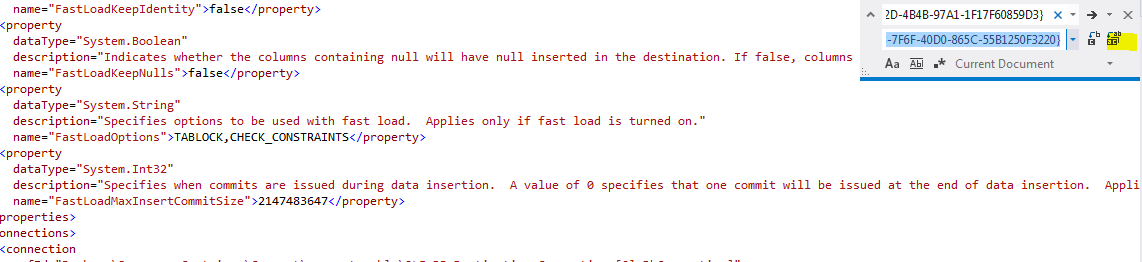 name="FastLoadKeepIdentity">false</property>
<property
dataType="System.Boolean"
description="Indicates whether the columns containing null will have null inserted in the destination. If false, columns
name="FastLoadKeepNulls">false</property>
<property
dataType="System.String"
description="Specifies options to be used with fast load.  Applies only if fast load is turned on."
name="FastLoadOptions">TABLOCK,CHECK_CONSTRAINTS</property>
<property
dataType="System.Int32"
description="Specifies when commits are issued during data insertion.  A value of 0 specifies that one commit will be issued at the end of data insertion.  Appli
name="FastLoadMaxInsertCommitSize">2147483647</property>
properties>
onnections>
<connection
2D-4B4B-97A1-1F17F60859D3}
-7F6F-40D0-865C-55B1250F3220}
Aa Abl .* Current Document